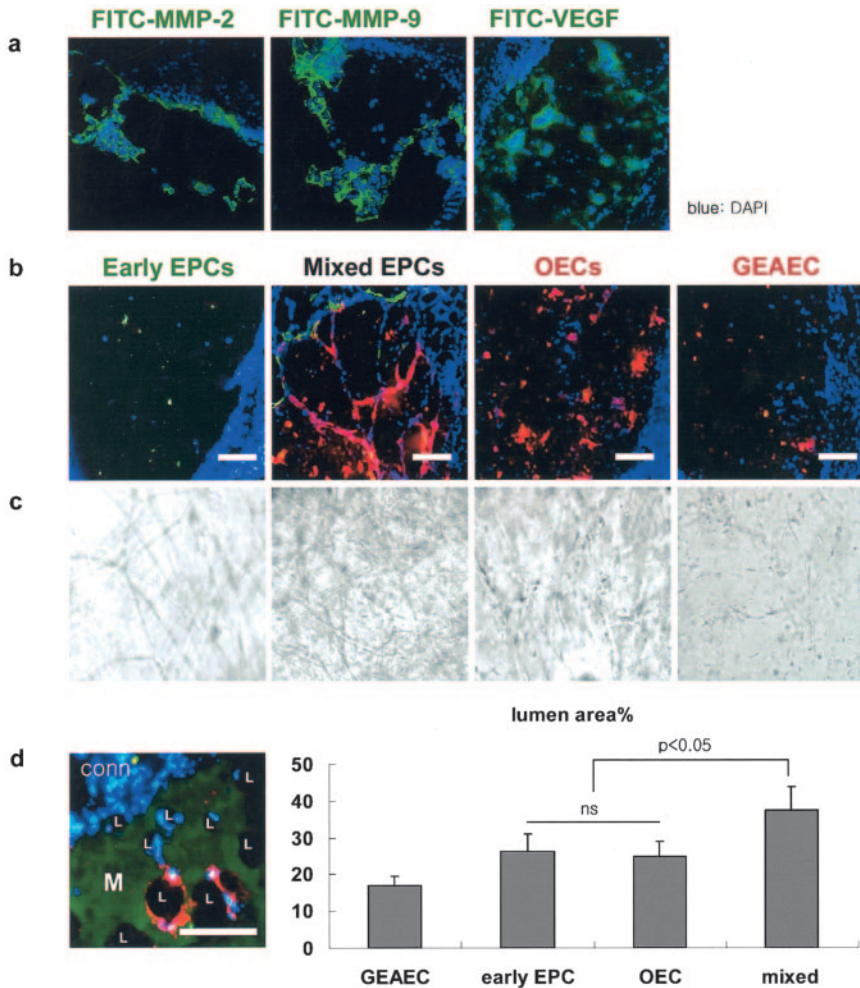 FITC-MMP-2 FITC-MMP-9 FITC-VEGF
a
blue: DAPI
b
Early EPCs Mixed EPCs OECs GEAEC
c
lumen area%
d
conn
L
L
L
L
L
M
L
L
L
L
p<0.05
ns
50
40
30
20
10
0
GEAEC early EPC OEC mixed